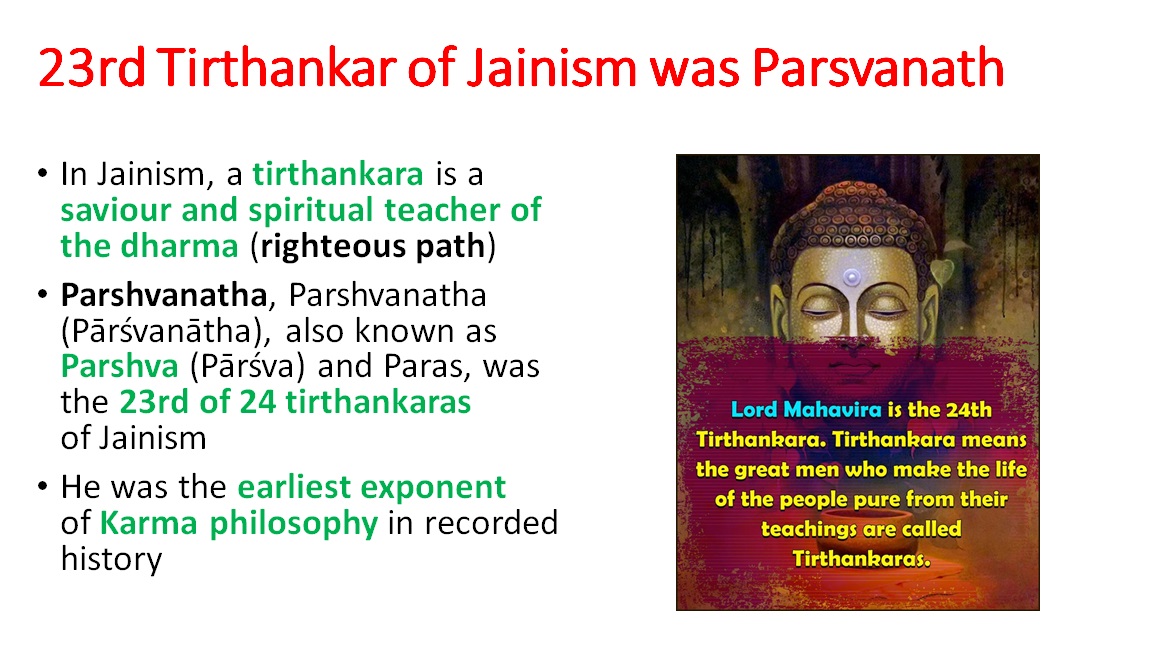 23rd Tirthankar of Jainism was Parsvanath
• In Jainism, a tirthankara is a
saviour and spiritual teacher of
the dharma (righteous path)
• Parshvanatha, Parshvanatha
(Pārśvanātha), also known as
Parshva (Pārśva) and Paras, was
the 23rd of 24 tirthankaras
of Jainism
• He was the earliest exponent
of Karma philosophy in recorded
history
Lord Mahavira is the 24th
Tirthankara. Tirthankara means
the great men who make the life
of the people pure from their
teachings are called
Tirthankaras.